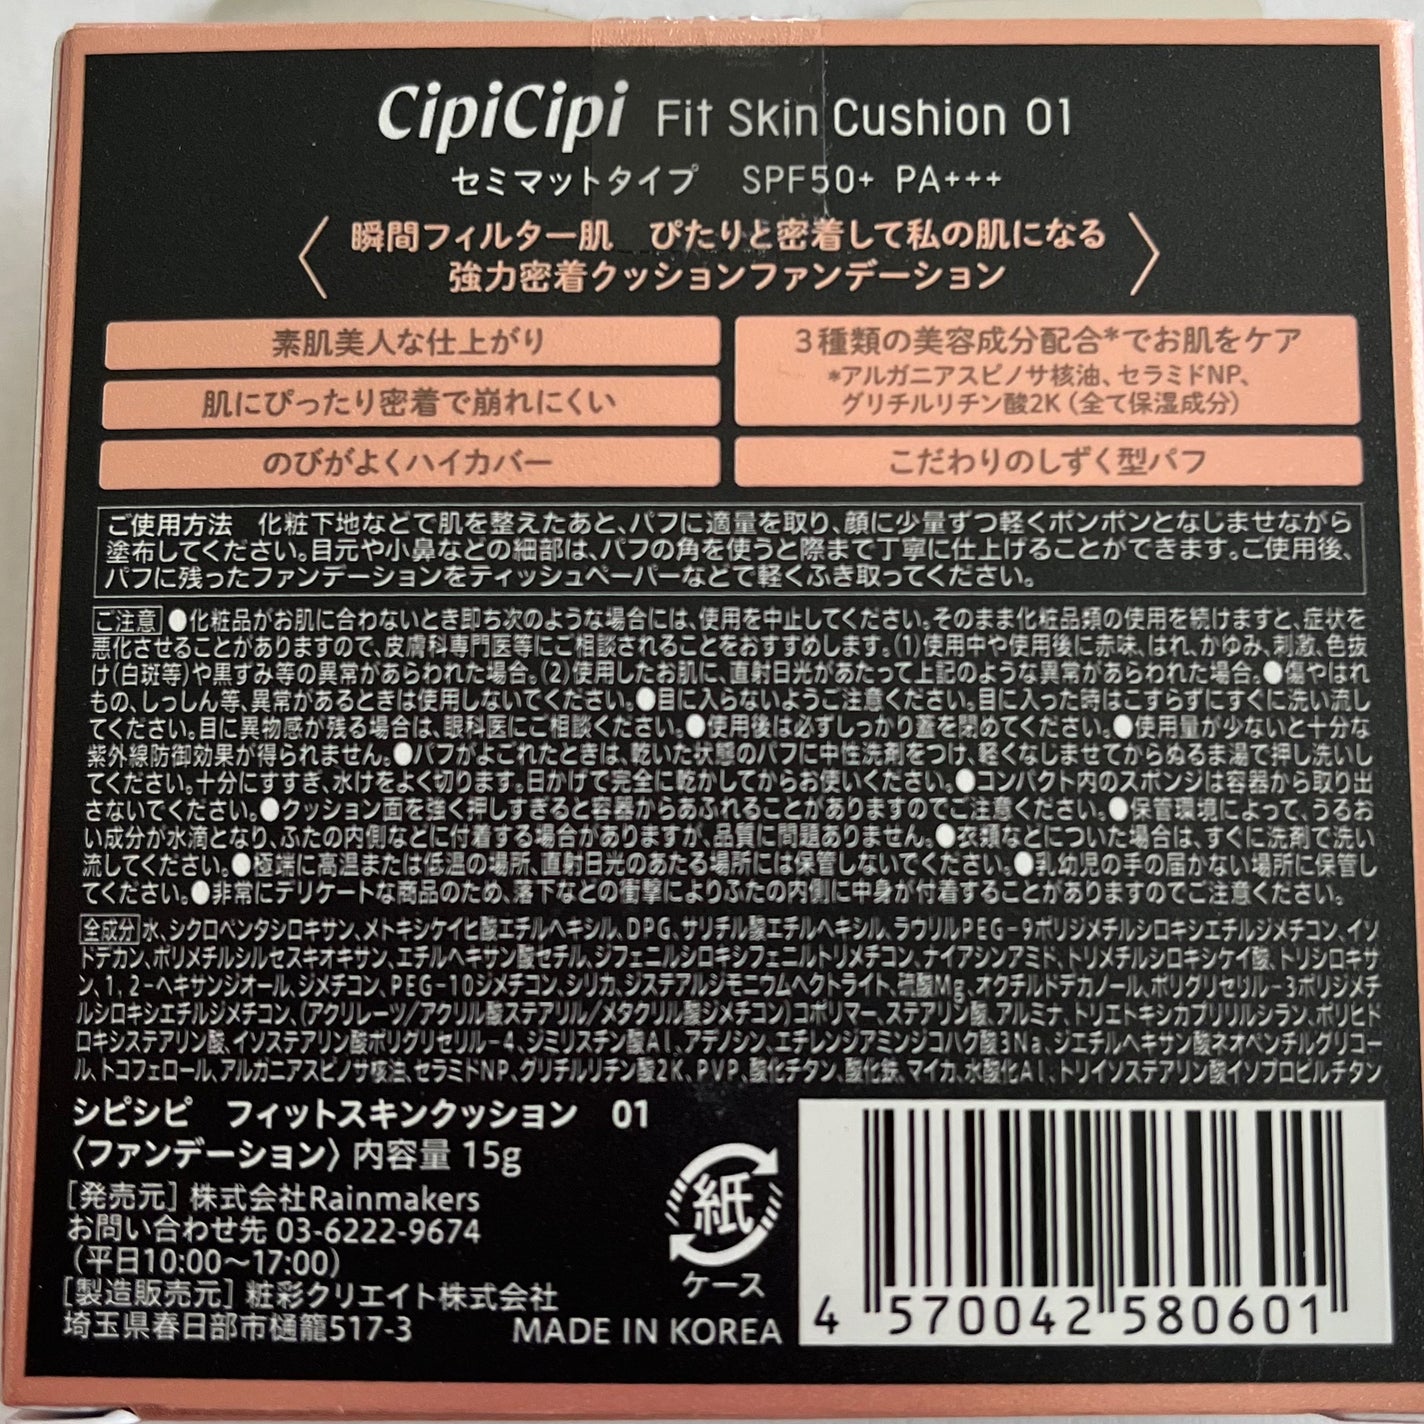 CipiCipi Fit Skin Cushion 01
セミマットタイプ SPF50+ PA+++
〈瞬間フィルター肌 ぴたりと密着して私の肌になる
強力密着クッションファンデーション〉
素肌美人な仕上がり
肌にぴったり密着で崩れにくい
のびがよくハイカバー
3種類の美容成分配合*でお肌をケア
*アルガニアスピノサ核油、セラミドNP、
グリチルリチン酸2K（全て保湿成分）
こだわりのしずく型パフ
ご使用方法 化粧下地などで肌を整えたあと、パフに適量を取り、顔に少量ずつ軽くポンポンとなじませながら
塗布してください。目元や小鼻などの細部は、パフの角を使うと際まで丁寧に仕上げることができます。ご使用後、
パフに残ったファンデーションをティッシュペーパーなどで軽くふき取ってください。
ご注意 ●化粧品がお肌に合わないとき即ち次のような場合には、使用を中止してください。そのまま化粧品類の使用を続けますと、症状を
悪化させることがありますので、皮膚科専門医等にご相談されることをおすすめします。(1)使用中や使用後に赤味、はれ、かゆみ、刺激、色抜
け(白斑等)や黒ずみ等の異常があらわれた場合。(2)使用したお肌に、直射日光があたって上記のような異常があらわれた場合。●傷やはれ
もの、しっしん等、異常があるときは使用しないでください。●目に入らないようご注意ください。目に入った時はこすらずにすぐに洗い流し
てください。目に異物感が残る場合は、眼科医にご相談ください。●使用後は必ずしっかり蓋を閉めてください。●使用量が少ないと十分な
紫外線防御効果が得られません。●パフがよごれたときは、乾いた状態のパフに中性洗剤をつけ、軽くなじませてからぬるま湯で押し洗いし
てください。十分にすすぎ、水けをよく切ります。日かげで完全に乾かしてからお使いください。●コンパクト内のスポンジは容器から取り出
さないでください。●クッション面を強く押しすぎると容器からあふれることがありますのでご注意ください。●保管環境によって、うるお
い成分が水滴となり、ふたの内側などに付着する場合がありますが、品質に問題ありません。●衣類などについた場合は、すぐに洗剤で洗い
流してください。●極端に高温または低温の場所、直射日光のあたる場所には保管しないでください。●乳幼児の手の届かない場所に保管し
てください。●非常にデリケートな商品のため、落下などの衝撃によりふたの内側に中身が付着することがありますのでご注意ください。
全成分 水、シクロペンタシロキサン、メトキシケイヒ酸エチルヘキシル、DPG、サリチル酸エチルヘキシル、ラウリルPEG-9ポリジメチルシロキシエチルジメチコン、イソ
ドデカン、ポリメチルシルセスキオキサン、エチルヘキサン酸セチル、ジフェニルシロキシフェニルトリメチコン、ナイアシンアミド、トリメチルシロキシケイ酸、トリシロキサ
ン、1,2-ヘキサンジオール、ジメチコン、PEG-10ジメチコン、シリカ、ジステアルジモニウムヘクトライト、硫酸Mg、オクチルドデカノール、ポリグリセリル-3ポリジメチ
ルシロキシエチルジメチコン、(アクリレーツ/アクリル酸ステアリル/メタクリル酸ジメチコン)コポリマー、ステアリン酸、アルミナ、トリエトキシカプリリルシラン、ポリヒド
ロキシステアリン酸、イソステアリン酸ポリグリセリル-4、ジミリスチン酸Al、アデノシン、エチレンジアミンジコハク酸3Na、ジエチルヘキサン酸ネオペンチルグリコー
ル、トコフェロール、アルガニアスピノサ核油、セラミドNP、グリチルリチン酸2K、PVP、酸化チタン、酸化鉄、マイカ、水酸化Al、トリイソステアリン酸イソプロピルチタン
シピシピ フィットスキンクッション 01
〈ファンデーション〉内容量 15g
[発売元] 株式会社Rainmakers
お問い合わせ先 03-6222-9674
（平日10:00〜17:00）
[製造販売元] 粧彩クリエイト株式会社
埼玉県春日部市樋籠517-3
MADE IN KOREA
紙
ケース
4 570042 580601